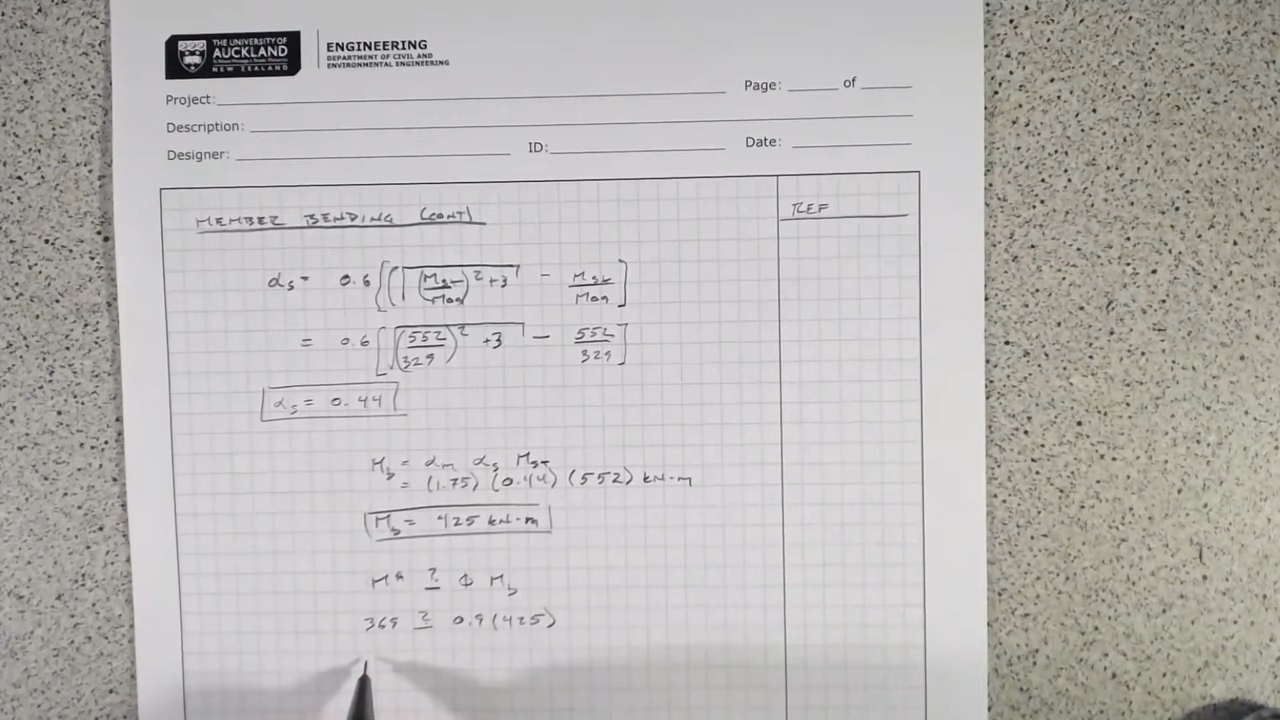 THE UNIVERSITY OF
AUCKLAND
NEW ZEALAND
ENGINEERING
DEPARTMENT OF CIVIL AND
ENVIRONMENTAL ENGINEERING
Project:
Page: of
Description:
Designer: ID: Date:
MEMBER BENDING (CONT)
REF
αs = 0.6 [(√(Mst/Moa)² + 3 − Mst/Moa]
= 0.6 [√(552/329)² + 3 − 552/329]
αs = 0.44
Mb = αm αs Mst
= (1.75) (0.44) (552) kN-m
Mb = 425 kN-m
M* ? φ Mb
369 ? 0.9(425)